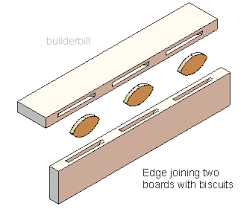 builderbill
Edge joining two
boards with biscuits